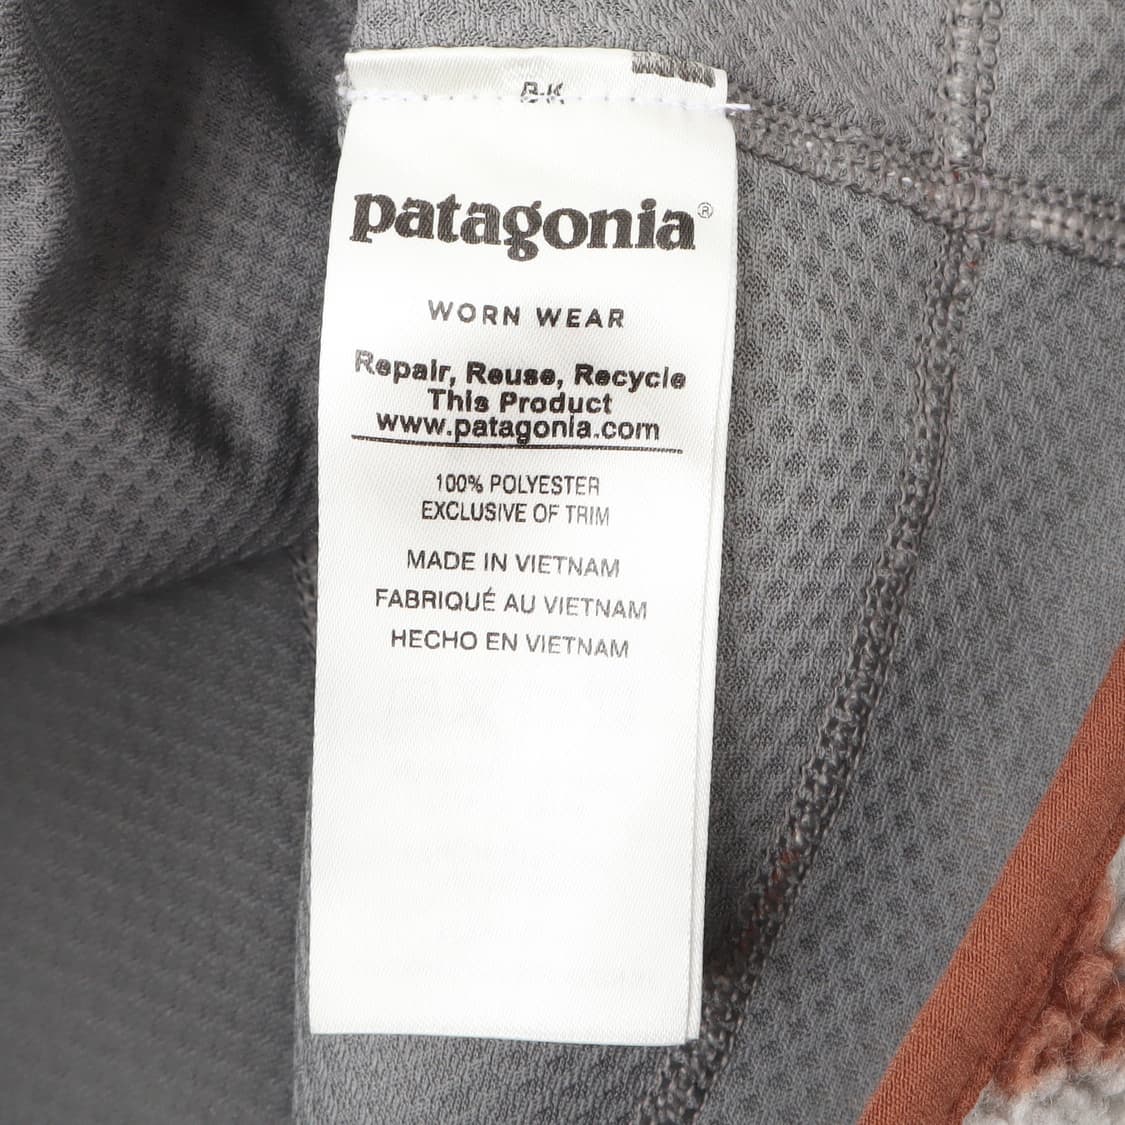 patagonia®
WORN WEAR
Repair, Reuse, Recycle
This Product
www.patagonia.com
100% POLYESTER
EXCLUSIVE OF TRIM
MADE IN VIETNAM
FABRIQUÉ AU VIETNAM
HECHO EN VIETNAM